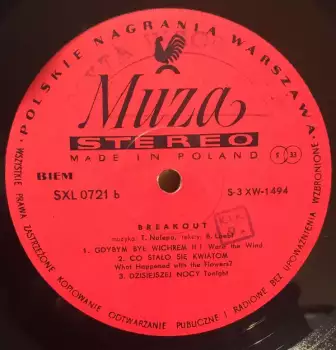 POLSKIE NAGRANIA WARSZAWA
Muza
STEREO
MADE IN POLAND
BIEM
SXL 0721 b
S-3 XW-1494
33
BREAKOUT
muzyka: T. Nalepa, teksty: B. Loebl
1. GDYBYM BYŁ WICHREM If I Were the Wind
2. CO STAŁO SIĘ KWIATOM
What Happened with the Flowers?
3. DZISIEJSZEJ NOCY Tonight
WSZYSTKIE PRAWA ZASTRZEŻONE KOPIOWANIE ODTWARZANIE PUBLICZNE I RADIOWE BEZ UPOWAŻNIENIA WZBRONIONE